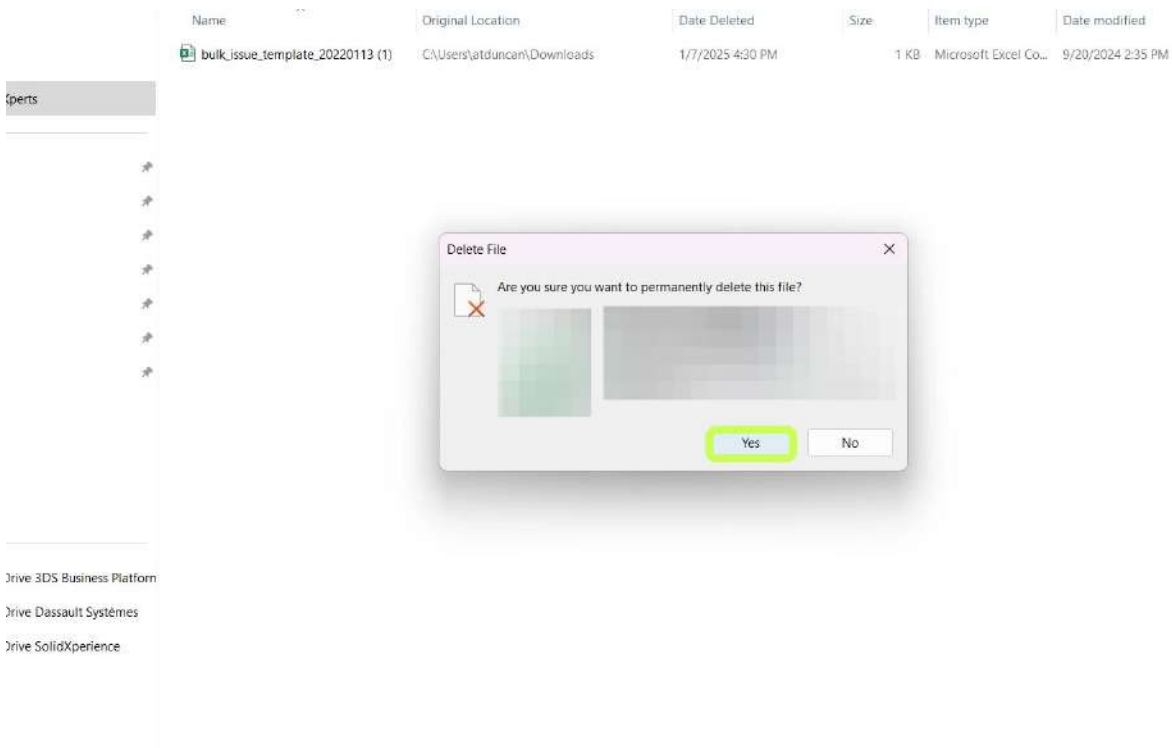 Name Original Location Date Deleted Size Item type Date modified
bulk_issue_template_20220113 (1) C:\Users\atduncan\Downloads 1/7/2025 4:30 PM 1 KB Microsoft Excel Co... 9/20/2024 2:35 PM
Xperts
Delete File
Are you sure you want to permanently delete this file?
Yes No
Drive 3DS Business Platform
Drive Dassault Systèmes
Drive SolidXperience